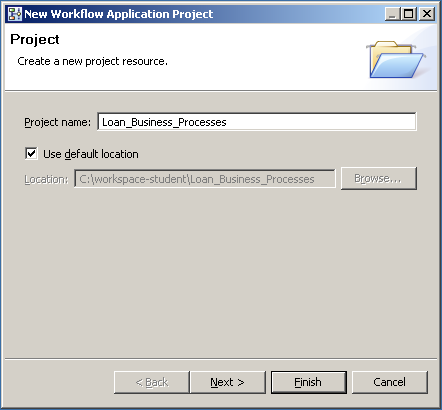 New Workflow Application Project
Project
Create a new project resource.
Project name: Loan_Business_Processes
Use default location
Location: C:\workspace-student\Loan_Business_Processes Browse...
< Back Next > Finish Cancel